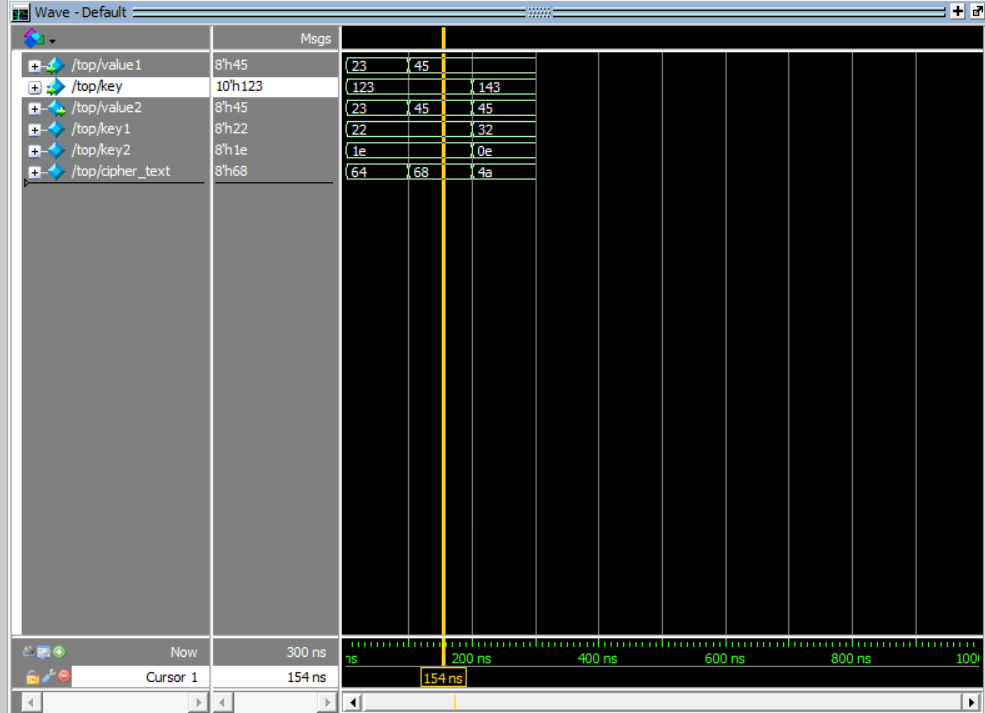 Wave - Default
Msgs
/top/value1 8'h45 23 45
/top/key 10'h123 123 143
/top/value2 8'h45 23 45 45
/top/key1 8'h22 22 32
/top/key2 8'h1e 1e 0e
/top/cipher_text 8'h68 64 68 4a
Now 300 ns ns 200 ns 400 ns 600 ns 800 ns 100
Cursor 1 154 ns 154 ns